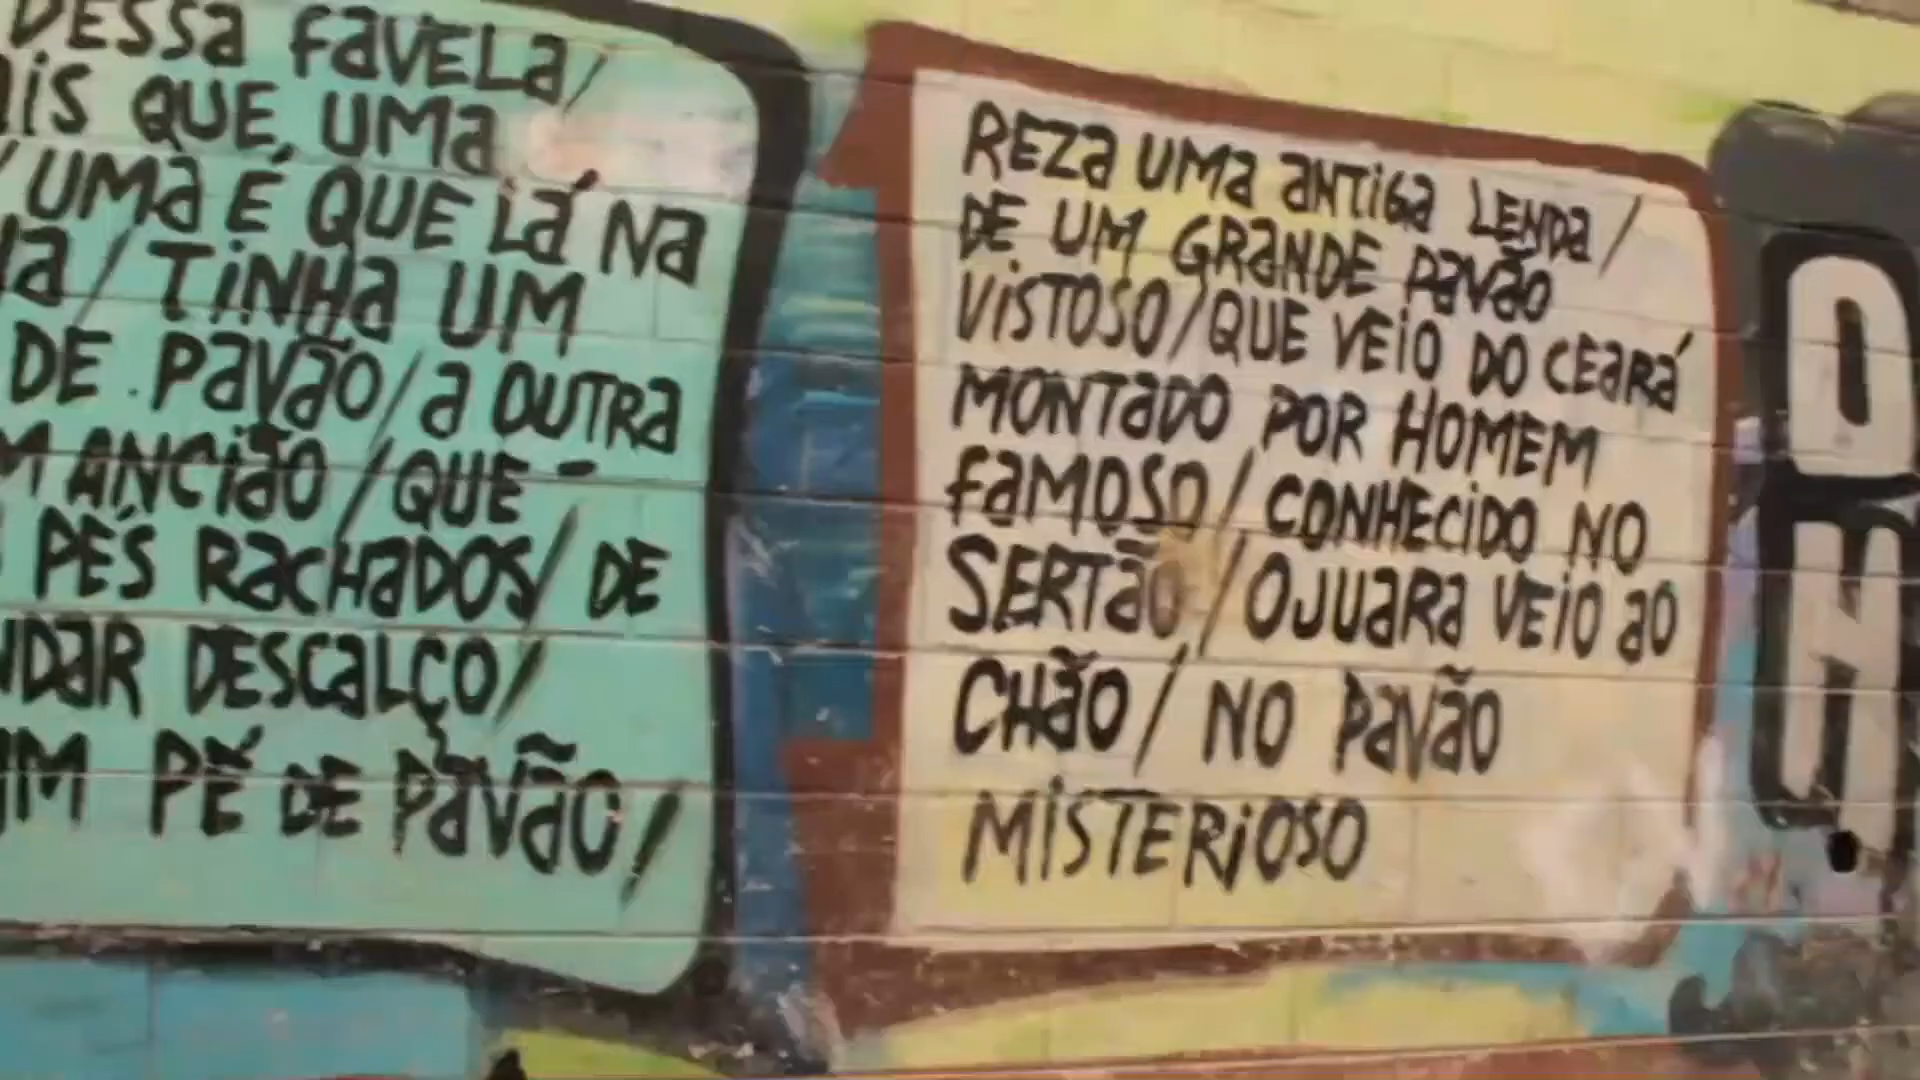 DESSA FAVELA/
QUE UMA
/UMA É QUE LÁ NA
/TINHA UM
DE PAVÃO/A OUTRA
ANCIÃO/QUE
PÉS RACHADOS/DE
DESCALÇO/
PÉ DE PAVÃO/
REZA UMA ANTIGA LENDA/
DE UM GRANDE PAVÃO
VISTOSO/QUE VEIO DO CEARÁ
MONTADO POR HOMEM
FAMOSO/CONHECIDO NO
SERTÃO/OJUARA VEIO AO
CHÃO/NO PAVÃO
MISTERIOSO